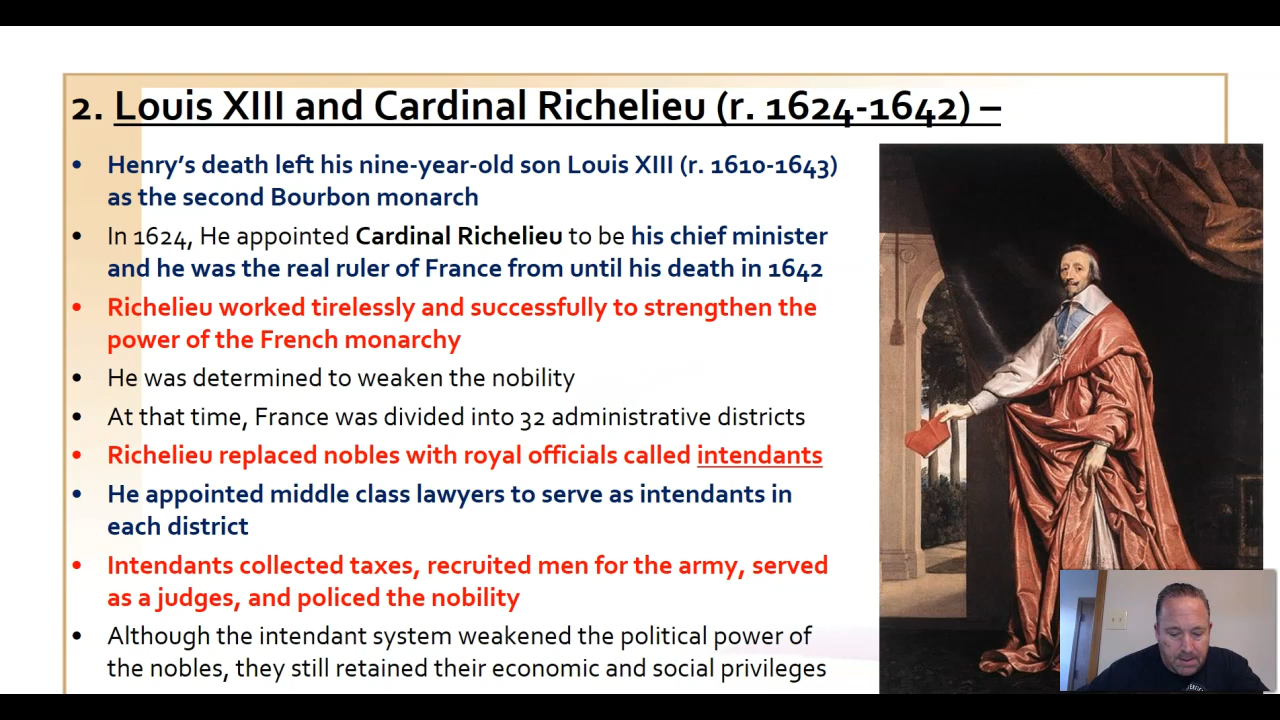 2. Louis XIII and Cardinal Richelieu (r. 1624-1642) –
• Henry's death left his nine-year-old son Louis XIII (r. 1610-1643)
as the second Bourbon monarch
• In 1624, He appointed Cardinal Richelieu to be his chief minister
and he was the real ruler of France from until his death in 1642
• Richelieu worked tirelessly and successfully to strengthen the
power of the French monarchy
• He was determined to weaken the nobility
• At that time, France was divided into 32 administrative districts
• Richelieu replaced nobles with royal officials called intendants
• He appointed middle class lawyers to serve as intendants in
each district
• Intendants collected taxes, recruited men for the army, served
as a judges, and policed the nobility
• Although the intendant system weakened the political power of
the nobles, they still retained their economic and social privileges